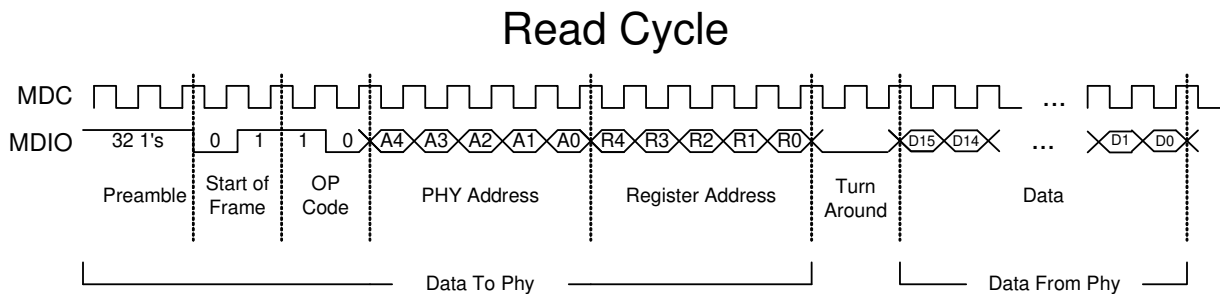 Read Cycle
MDC ...
MDIO 32 1's 0 1 1 0 A4 A3 A2 A1 A0 R4 R3 R2 R1 R0 D15 D14 ... D1 D0
Preamble Start of Frame OP Code PHY Address Register Address Turn Around Data
Data To Phy Data From Phy